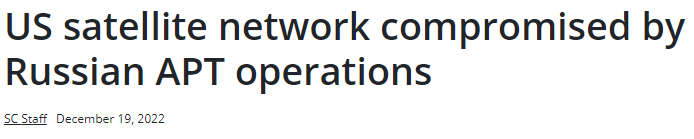 US satellite network compromised by
Russian APT operations
SC Staff December 19, 2022